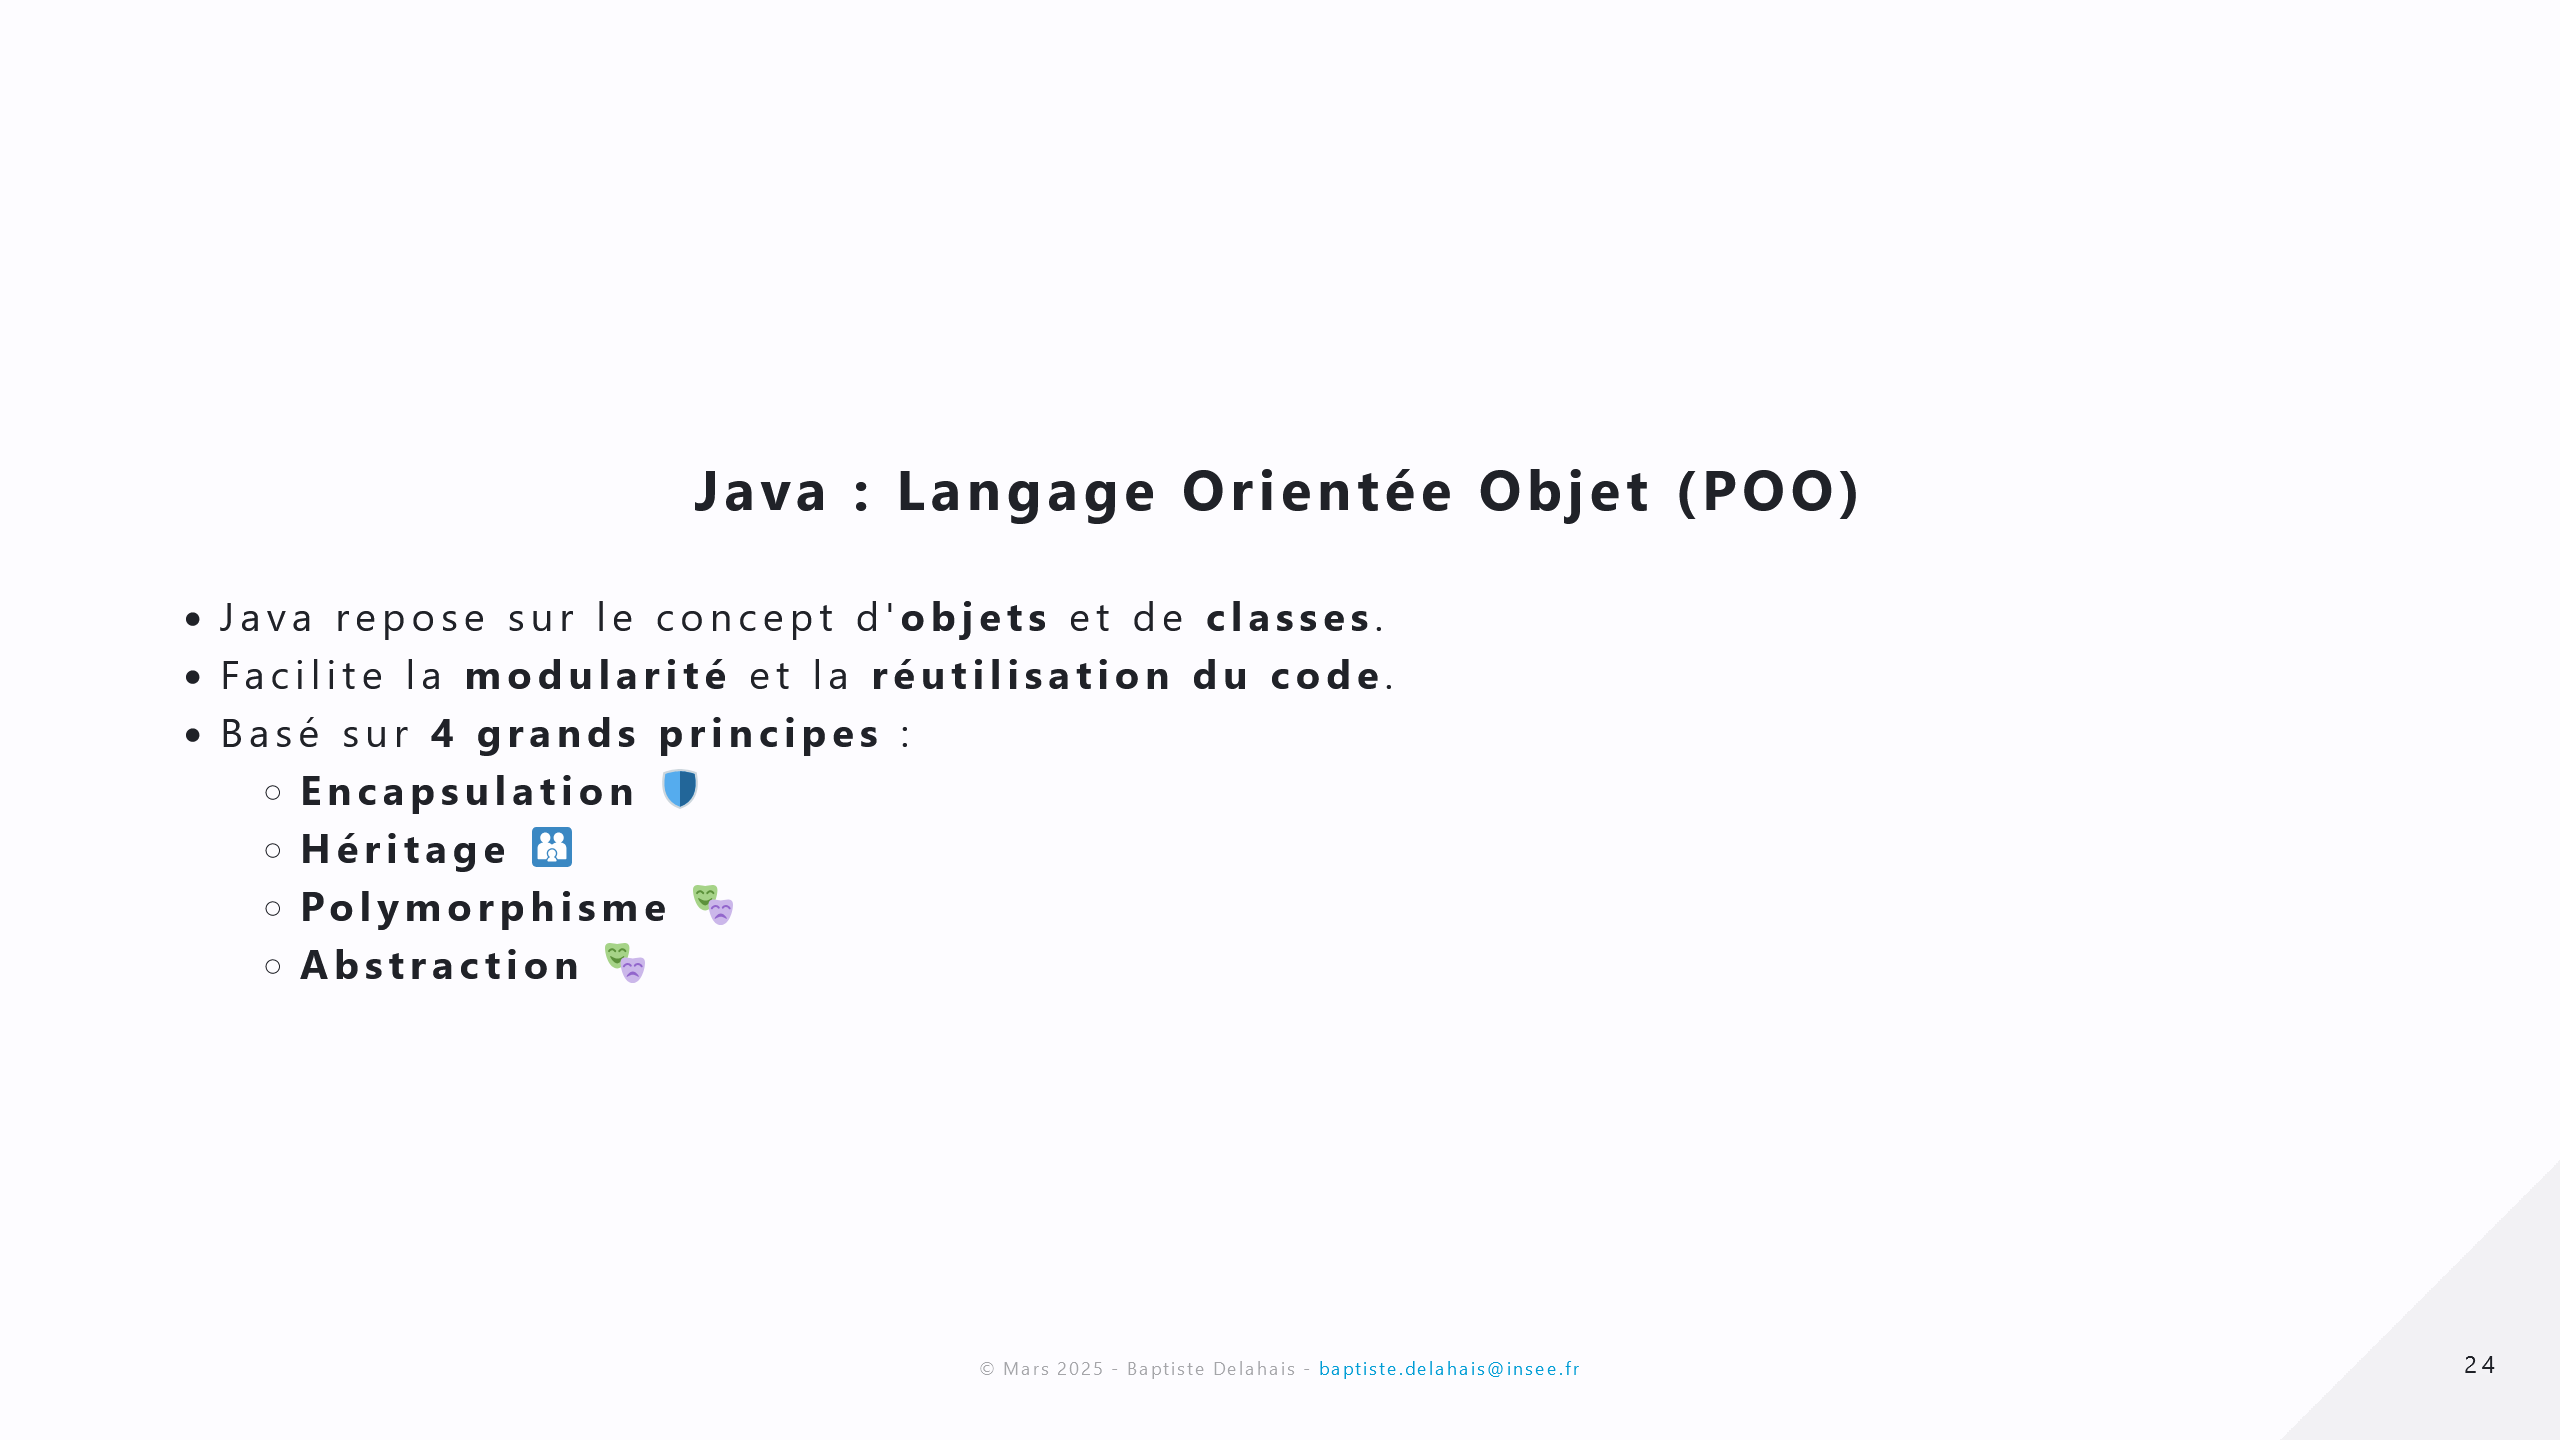 Java : Langage Orientée Objet (POO)
• Java repose sur le concept d'objets et de classes.
• Facilite la modularité et la réutilisation du code.
• Basé sur 4 grands principes :
○ Encapsulation 🛡️
○ Héritage 👪
○ Polymorphisme 🎭
○ Abstraction 🎭
© Mars 2025 - Baptiste Delahais - baptiste.delahais@insee.fr
24